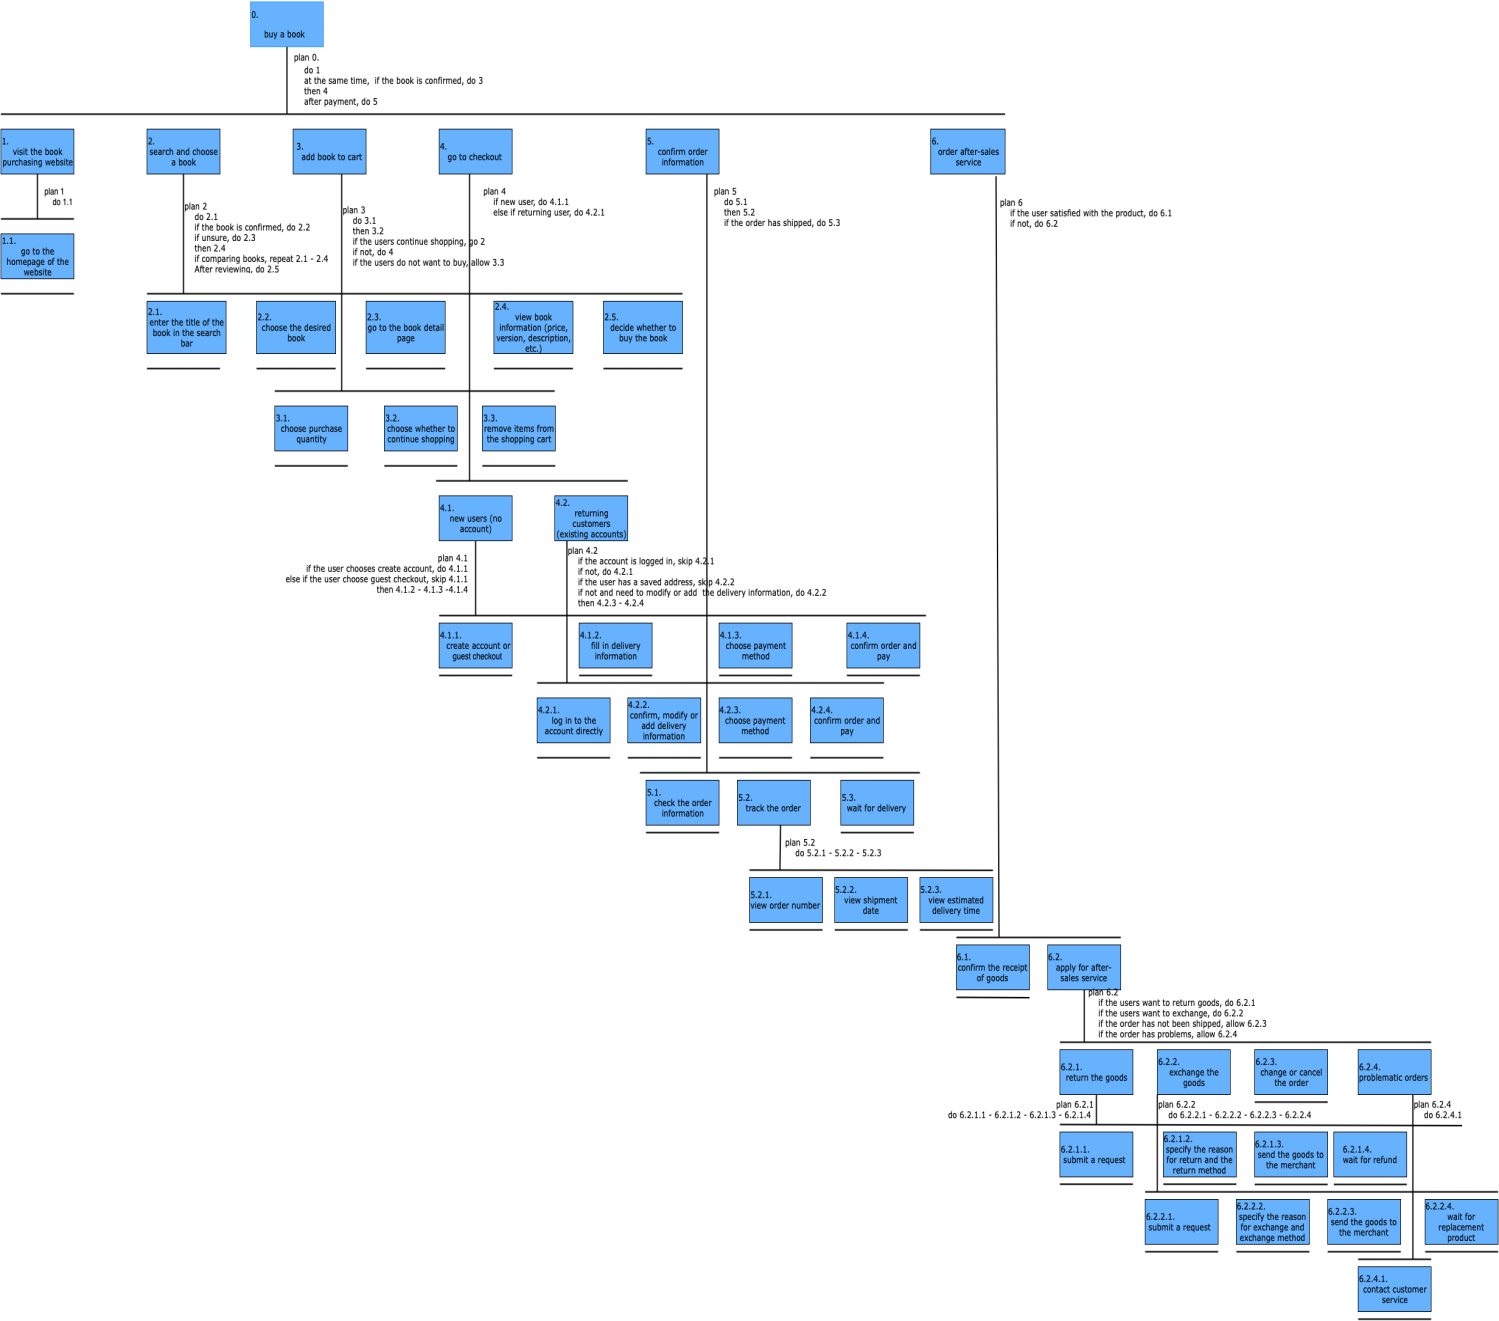 0.
buy a book
plan 0.
do 1
at the same time, if the book is confirmed, do 3
then 4
after payment, do 5
1.
visit the book
purchasing website
2.
search and choose
a book
3.
add book to cart
4.
go to checkout
5.
confirm order
information
6.
order after-sales
service
plan 1
do 1.1
plan 2
do 2.1
if the book is confirmed, do 2.2
if unsure, do 2.3
then 2.4
if comparing books, repeat 2.1 - 2.4
After reviewing, do 2.5
plan 3
do 3.1
then 3.2
if the users continue shopping, go 2
if not, do 4
if the users do not want to buy, allow 3.3
plan 4
if new user, do 4.1.1
else if returning user, do 4.2.1
plan 5
do 5.1
then 5.2
if the order has shipped, do 5.3
plan 6
if the user satisfied with the product, do 6.1
if not, do 6.2
1.1.
go to the
homepage of the
website
2.1.
enter the title of the
book in the search
bar
2.2.
choose the desired
book
2.3.
go to the book detail
page
2.4.
view book
information (price,
version, description,
etc.)
2.5.
decide whether to
buy the book
3.1.
choose purchase
quantity
3.2.
choose whether to
continue shopping
3.3.
remove items from
the shopping cart
4.1.
new users (no
account)
4.2.
returning
customers
(existing accounts)
plan 4.1
if the user chooses create account, do 4.1.1
else if the user choose guest checkout, skip 4.1.1
then 4.1.2 - 4.1.3 -4.1.4
plan 4.2
if the account is logged in, skip 4.2.1
if not, do 4.2.1
if the user has a saved address, skip 4.2.2
if not and need to modify or add the delivery information, do 4.2.2
then 4.2.3 - 4.2.4
4.1.1.
create account or
guest checkout
4.1.2.
fill in delivery
information
4.1.3.
choose payment
method
4.1.4.
confirm order and
pay
4.2.1.
log in to the
account directly
4.2.2.
confirm, modify or
add delivery
information
4.2.3.
choose payment
method
4.2.4.
confirm order and
pay
5.1.
check the order
information
5.2.
track the order
5.3.
wait for delivery
plan 5.2
do 5.2.1 - 5.2.2 - 5.2.3
5.2.1.
view order number
5.2.2.
view shipment
date
5.2.3.
view estimated
delivery time
6.1.
confirm the receipt
of goods
6.2.
apply for after-
sales service
plan 6.2
if the users want to return goods, do 6.2.1
if the users want to exchange, do 6.2.2
if the order has not been shipped, allow 6.2.3
if the order has problems, allow 6.2.4
6.2.1.
return the goods
6.2.2.
exchange the
goods
6.2.3.
change or cancel
the order
6.2.4.
problematic orders
plan 6.2.1
do 6.2.1.1 - 6.2.1.2 - 6.2.1.3 - 6.2.1.4
plan 6.2.2
do 6.2.2.1 - 6.2.2.2 - 6.2.2.3 - 6.2.2.4
plan 6.2.4
do 6.2.4.1
6.2.1.1.
submit a request
6.2.1.2.
specify the reason
for return and the
return method
6.2.1.3.
send the goods to
the merchant
6.2.1.4.
wait for refund
6.2.2.1.
submit a request
6.2.2.2.
specify the reason
for exchange and
exchange method
6.2.2.3.
send the goods to
the merchant
6.2.2.4.
wait for
replacement
product
6.2.4.1.
contact customer
service